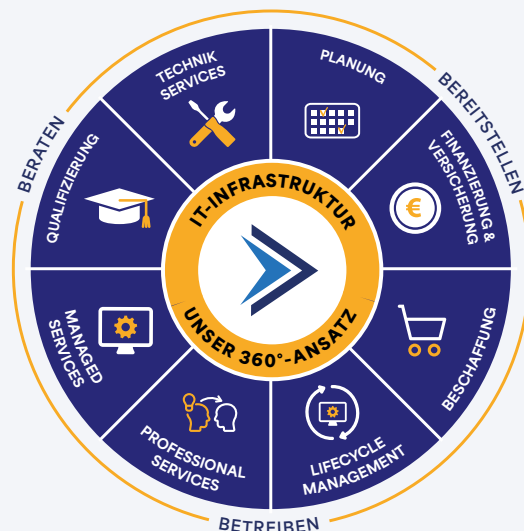 BERATEN
BEREITSTELLEN
BETREIBEN
TECHNIK
SERVICES
PLANUNG
FINANZIERUNG &
VERSICHERUNG
€
BESCHAFFUNG
LIFECYCLE
MANAGEMENT
PROFESSIONAL
SERVICES
MANAGED
SERVICES
QUALIFIZIERUNG
IT-INFRASTRUKTUR
UNSER 360°-ANSATZ